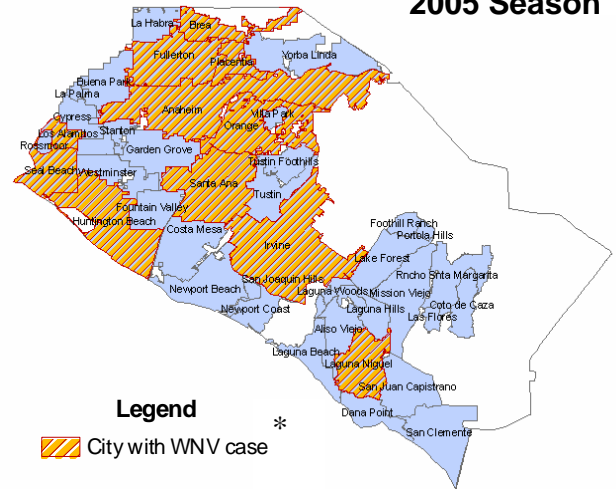 2005 Season
La Habra
Brea
Fullerton
Placentia
Yorba Linda
Buena Park
La Palma
Anaheim
Cypress
Villa Park
Orange
Los Alamitos
Stanton
Rossmoor
Garden Grove
Tustin Foothills
Seal Beach
Westminster
Santa Ana
Tustin
Fountain Valley
Huntington Beach
Foothill Ranch
Costa Mesa
Portola Hills
Irvine
Lake Forest
Rncho Snta Margarita
San Joaquin Hills
Laguna Woods
Mission Viejo
Coto de Caza
Newport Beach
Laguna Hills
Newport Coast
Las Flores
Aliso Viejo
Laguna Beach
Laguna Niguel
San Juan Capistrano
Legend
Dana Point
*
San Clemente
City with WNV case